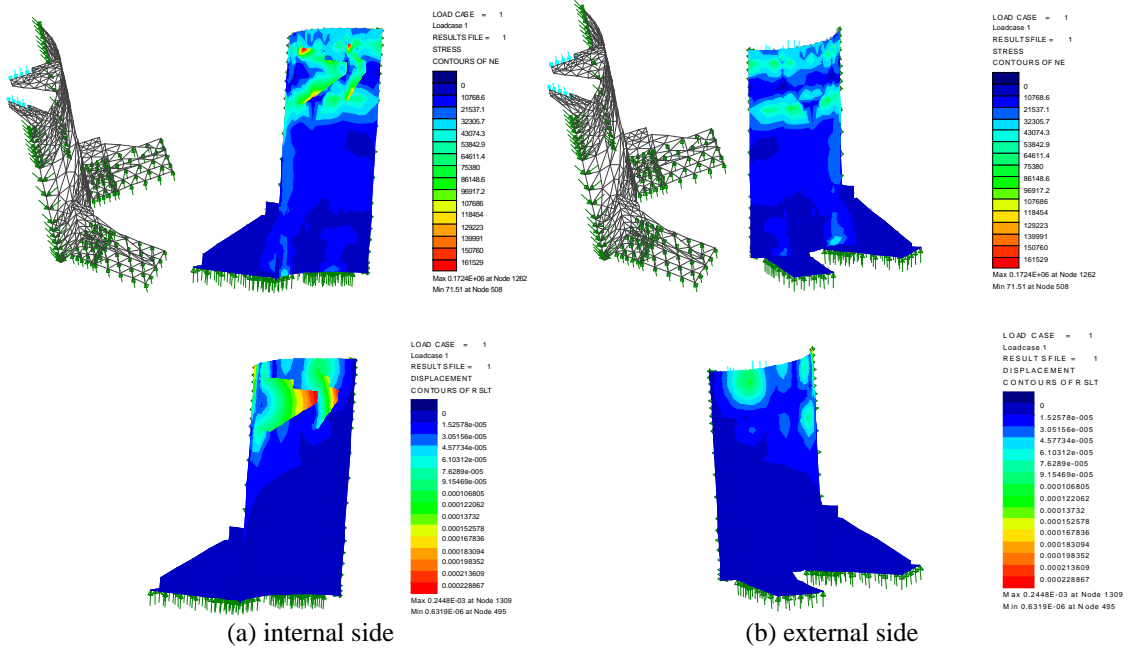 LOAD CASE = 1
Loadcase 1
RESULTS FILE = 1
STRESS
CONTOURS OF NE
0
10768.6
21537.1
32305.7
43074.3
53842.9
64611.4
75380
86148.6
96917.2
107686
118454
129223
139991
150760
161529
Max 0.1724E+06 at Node 1262
Min 71.51 at Node 508
LOAD CASE = 1
Loadcase 1
RESULTS FILE = 1
STRESS
CONTOURS OF NE
0
10768.6
21537.1
32305.7
43074.3
53842.9
64611.4
75380
86148.6
96917.2
107686
118454
129223
139991
150760
161529
Max 0.1724E+06 at Node 1262
Min 71.51 at Node 508
LOAD CASE = 1
Loadcase 1
RESULTS FILE = 1
DISPLACEMENT
CONTOURS OF RSLT
0
1.52578e-005
3.05156e-005
4.57734e-005
6.10312e-005
7.6289e-005
9.15469e-005
0.000106805
0.000122062
0.00013732
0.000152578
0.000167836
0.000183094
0.000198352
0.000213609
0.000228867
Max 0.2448E-03 at Node 1309
Min 0.6319E-06 at Node 495
LOAD CASE = 1
Loadcase 1
RESULTS FILE = 1
DISPLACEMENT
CONTOURS OF RSLT
0
1.52578e-005
3.05156e-005
4.57734e-005
6.10312e-005
7.6289e-005
9.15469e-005
0.000106805
0.000122062
0.00013732
0.000152578
0.000167836
0.000183094
0.000198352
0.000213609
0.000228867
Max 0.2448E-03 at Node 1309
Min 0.6319E-06 at Node 495
(a) internal side
(b) external side